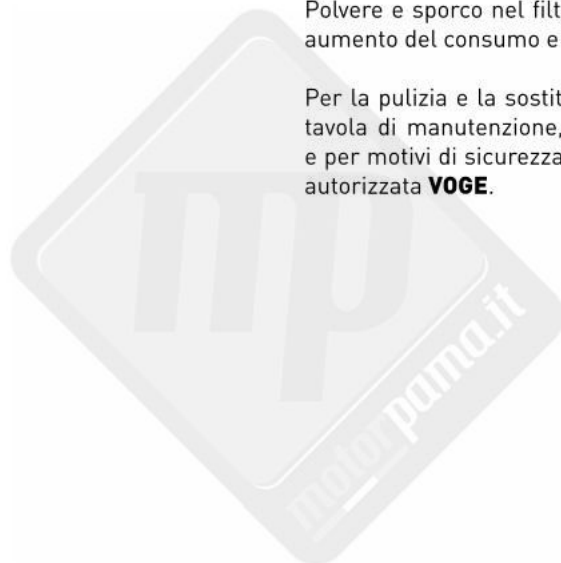 Polvere e sporco nel filt
aumento del consumo e
Per la pulizia e la sostit
tavola di manutenzione,
e per motivi di sicurezza
autorizzata VOGE.
mp
motorpama.it